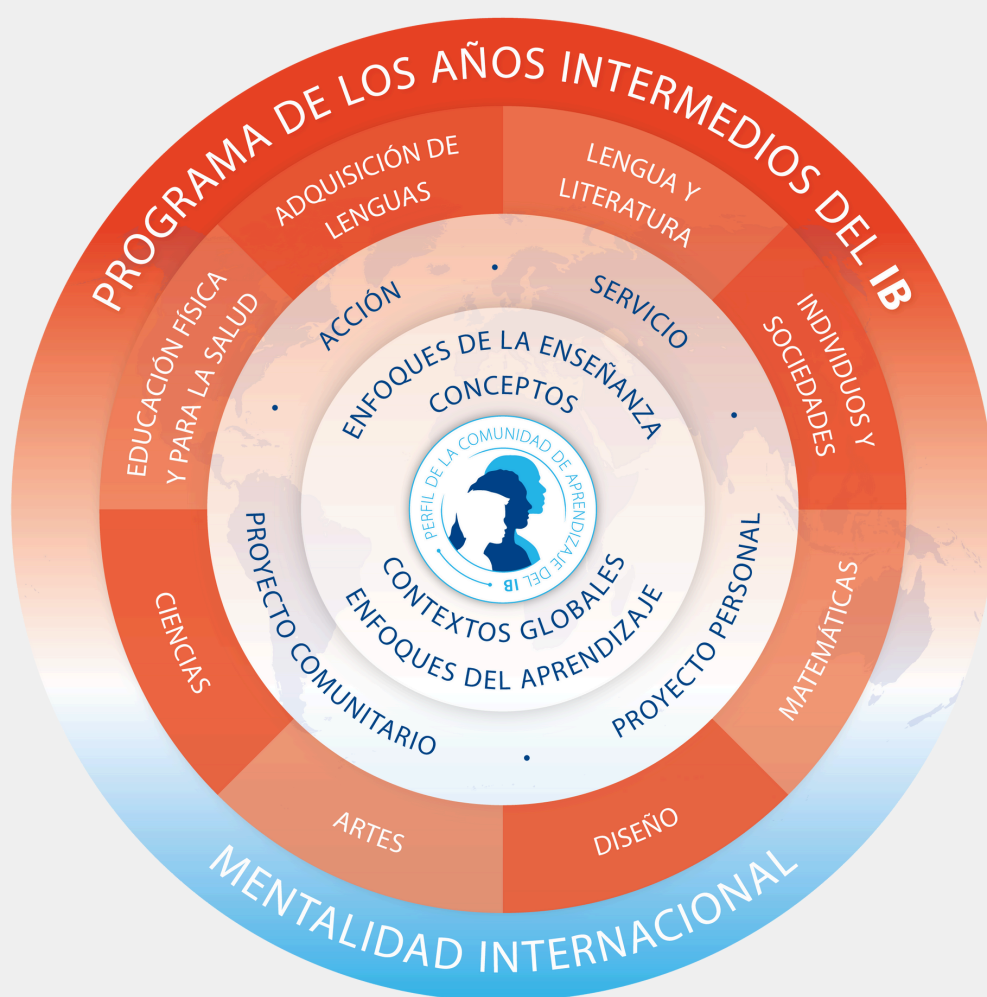 PROGRAMA DE LOS AÑOS INTERMEDIOS DEL IB
ADQUISICIÓN DE
LENGUAS
LENGUA Y
LITERATURA
INDIVIDUOS Y
SOCIEDADES
MATEMÁTICAS
DISEÑO
ARTES
CIENCIAS
EDUCACIÓN FÍSICA
Y PARA LA SALUD
ACCIÓN
SERVICIO
PROYECTO PERSONAL
PROYECTO COMUNITARIO
ENFOQUES DE LA ENSEÑANZA
CONCEPTOS
PERFIL DE LA COMUNIDAD DE APRENDIZAJE DEL IB
CONTEXTOS GLOBALES
ENFOQUES DEL APRENDIZAJE
MENTALIDAD INTERNACIONAL